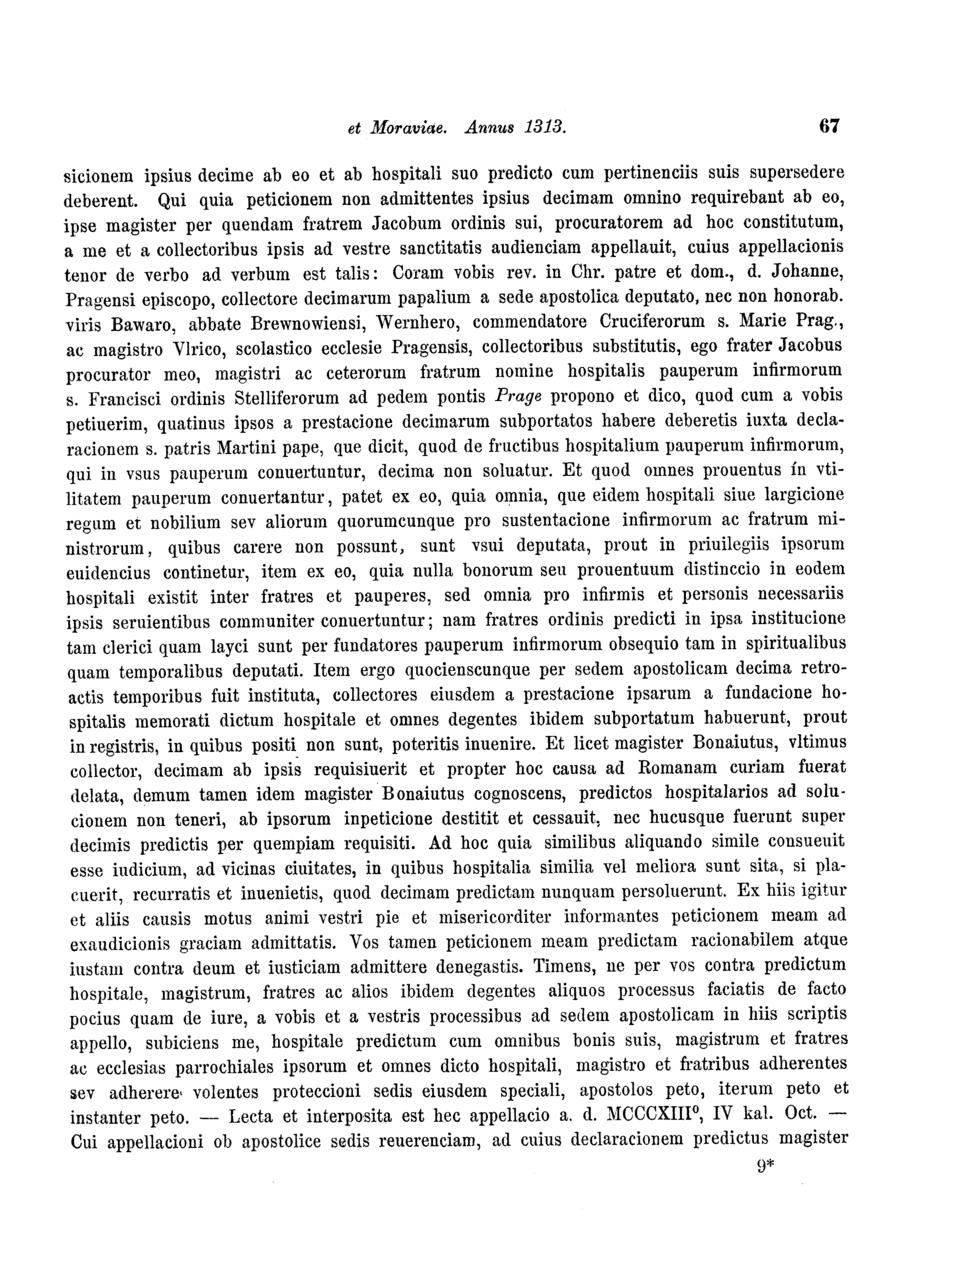 et Moraviae. Annus 1313. 67
sicionem ipsius decime ab eo et ab hospitali suo predicto cum pertinenciis suis supersedere
deberent. Qui quia peticionem non admittentes ipsius decimam omnino requirebant ab eo,
ipse magister per quendam fratrem Jacobum ordinis sui, procuratorem ad hoc constitutum,
a me et a collectoribus ipsis ad vestre sanctitatis audienciam appellauit, cuius appellacionis
tenor de verbo ad verbum est talis: Coram vobis rev. in Chr. patre et dom., d. Johanne,
Pragensi episcopo, collectore decimarum papalium a sede apostolica deputato, nec non honorab.
viris Bawaro, abbate Brewnowiensi, Wernhero, commendatore Cruciferorum s. Marie Prag.,
ac magistro Vlrico, scolastico ecclesie Pragensis, collectoribus substitutis, ego frater Jacobus
procurator meo, magistri ac ceterorum fratrum nomine hospitalis pauperum infirmorum
s. Francisci ordinis Stelliferorum ad pedem pontis Prage propono et dico, quod cum a vobis
petiuerim, quatinus ipsos a prestacione decimarum subportatos habere deberetis iuxta decla-
racionem s. patris Martini pape, que dicit, quod de fructibus hospitalium pauperum infirmorum,
qui in vsus pauperum conuertuntur, decima non soluatur. Et quod omnes prouentus in vti-
litatem pauperum conuertantur, patet ex eo, quia omnia, que eidem hospitali siue largicione
regum et nobilium sev aliorum quorumcunque pro sustentacione infirmorum ac fratrum mi-
nistrorum, quibus carere non possunt, sunt vsui deputata, prout in priuilegiis ipsorum
euidencius continetur, item ex eo, quia nulla bonorum seu prouentuum distinccio in eodem
hospitali existit inter fratres et pauperes, sed omnia pro infirmis et personis necessariis
ipsis seruientibus communiter conuertuntur; nam fratres ordinis predicti in ipsa institucione
tam clerici quam layci sunt per fundatores pauperum infirmorum obsequio tam in spiritualibus
quam temporalibus deputati. Item ergo quocienscunque per sedem apostolicam decima retro-
actis temporibus fuit instituta, collectores eiusdem a prestacione ipsarum a fundacione ho-
spitalis memorati dictum hospitale et omnes degentes ibidem subportatum habuerunt, prout
in registris, in quibus positi non sunt, poteritis inuenire. Et licet magister Bonaiutus, vltimus
collector, decimam ab ipsis requisiuerit et propter hoc causa ad Romanam curiam fuerat
delata, demum tamen idem magister Bonaiutus cognoscens, predictos hospitalarios ad solu-
cionem non teneri, ab ipsorum inpeticione destitit et cessauit, nec hucusque fuerunt super
decimis predictis per quempiam requisiti. Ad hoc quia similibus aliquando simile consueuit
esse iudicium, ad vicinas ciuitates, in quibus hospitalia similia vel meliora sunt sita, si pla-
cuerit, recurratis et inuenietis, quod decimam predictam nunquam persoluerunt. Ex hiis igitur
et aliis causis motus animi vestri pie et misericorditer informantes peticionem meam ad
exaudicionis graciam admittatis. Vos tamen peticionem meam predictam racionabilem atque
iustam contra deum et iusticiam admittere denegastis. Timens, ne per vos contra predictum
hospitale, magistrum, fratres ac alios ibidem degentes aliquos processus faciatis de facto
pocius quam de iure, a vobis et a vestris processibus ad sedem apostolicam in hiis scriptis
appello, subiciens me, hospitale predictum cum omnibus bonis suis, magistrum et fratres
ac ecclesias parrochiales ipsorum et omnes dicto hospitali, magistro et fratribus adherentes
sev adherere volentes proteccioni sedis eiusdem speciali, apostolos peto, iterum peto et
instanter peto. — Lecta et interposita est hec appellacio a. d. MCCCXIII⁰, IV kal. Oct. —
Cui appellacioni ob apostolice sedis reuerenciam, ad cuius declaracionem predictus magister
9*